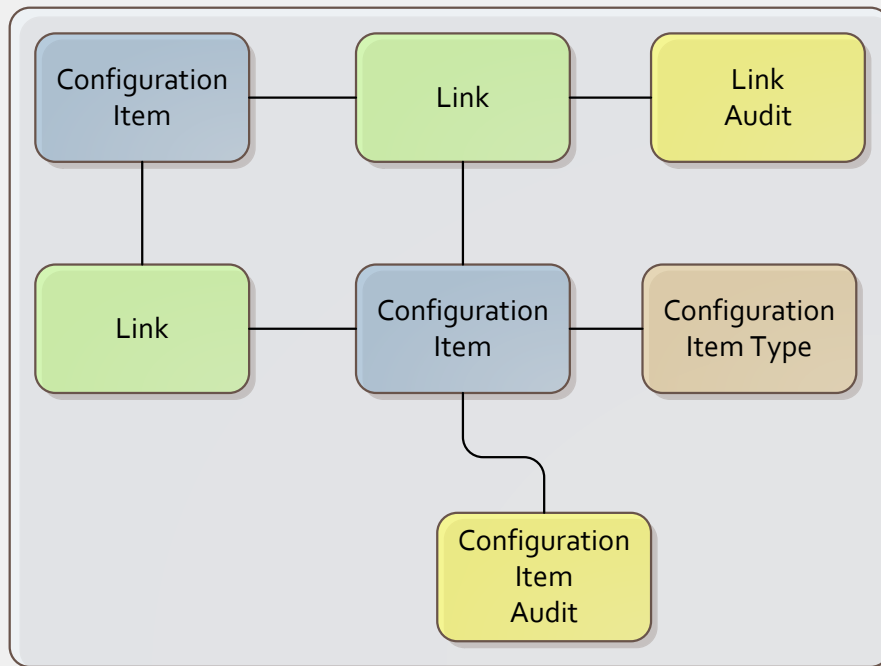 Configuration
Item
Link
Link
Audit
Link
Configuration
Item
Configuration
Item Type
Configuration
Item
Audit